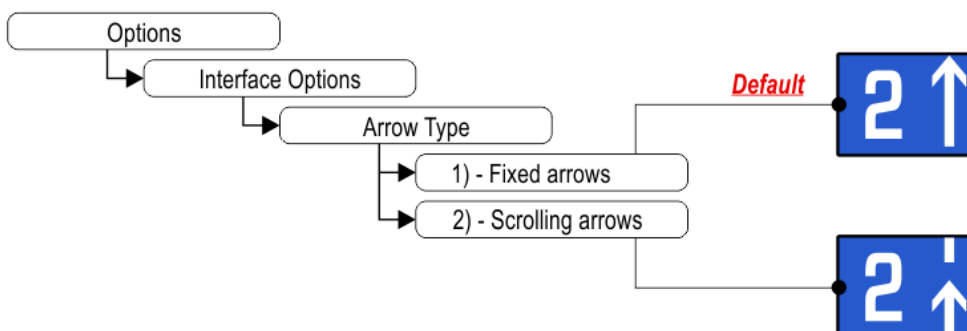 Options
Interface Options
Default
Arrow Type
1) - Fixed arrows
2) - Scrolling arrows
2
2